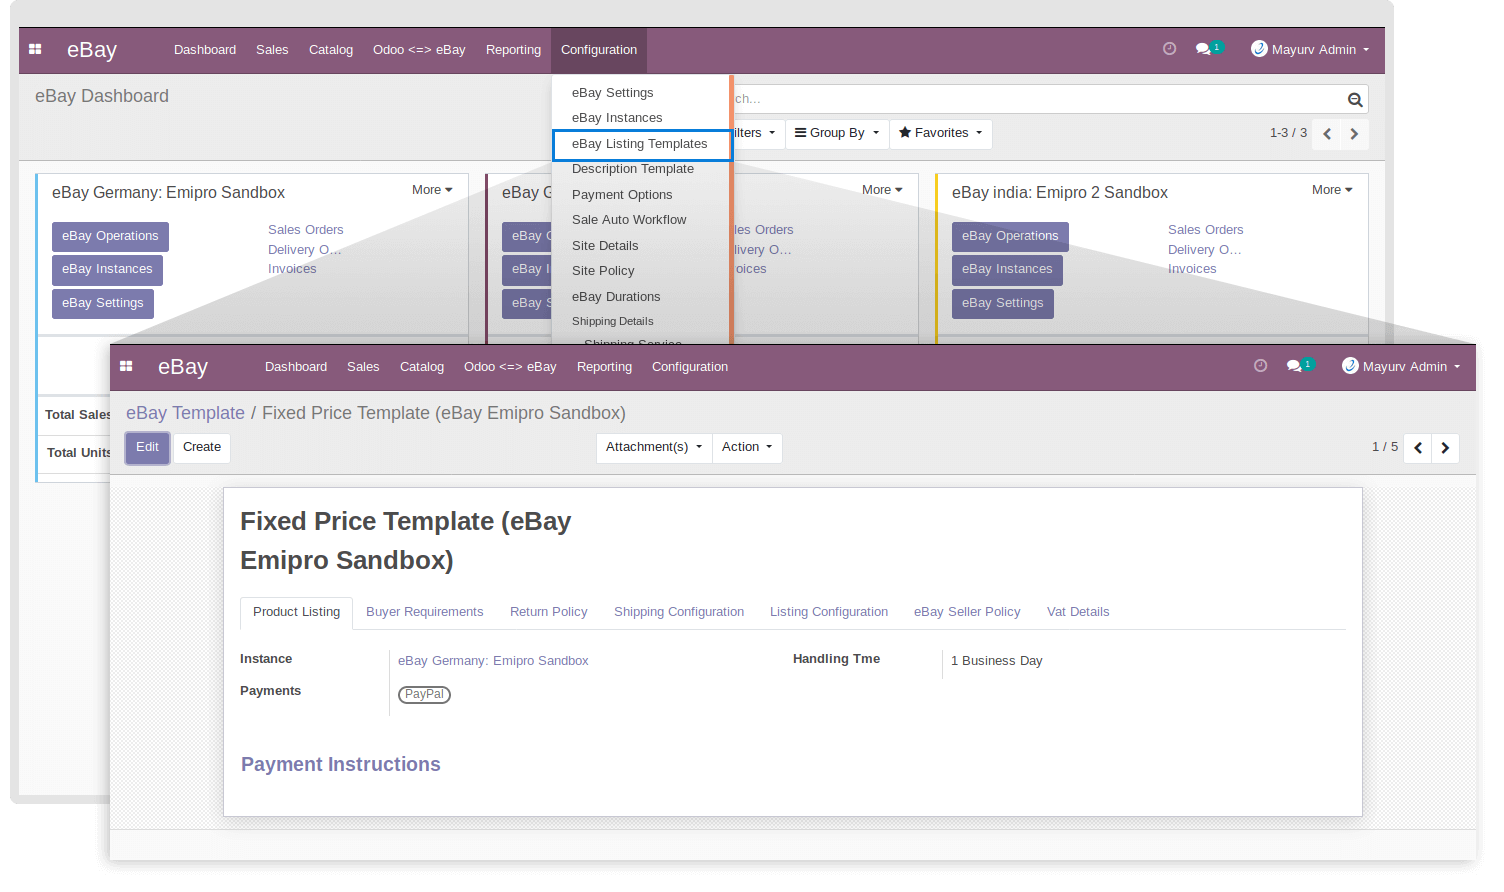 eBay Dashboard Sales Catalog Odoo <=> eBay Reporting Configuration 1 Mayurv Admin
eBay Dashboard
ch...
eBay Settings
eBay Instances
eBay Listing Templates
Description Template
Payment Options
Sale Auto Workflow
Site Details
Site Policy
eBay Durations
Shipping Details
Shipping Service
Group By Favorites 1-3 / 3
eBay Germany: Emipro Sandbox More
eBay Operations Sales Orders
eBay Instances Delivery O...
eBay Settings Invoices
Total Sales
Total Units
eBay More
eBay
eBay
eBay
eBay india: Emipro 2 Sandbox More
eBay Operations Sales Orders
eBay Instances Delivery O...
eBay Settings Invoices
eBay Dashboard Sales Catalog Odoo <=> eBay Reporting Configuration 1 Mayurv Admin
eBay Template / Fixed Price Template (eBay Emipro Sandbox)
Edit Create Attachment(s) Action 1 / 5
Fixed Price Template (eBay
Emipro Sandbox)
Product Listing Buyer Requirements Return Policy Shipping Configuration Listing Configuration eBay Seller Policy Vat Details
Instance eBay Germany: Emipro Sandbox Handling Tme 1 Business Day
Payments PayPal
Payment Instructions